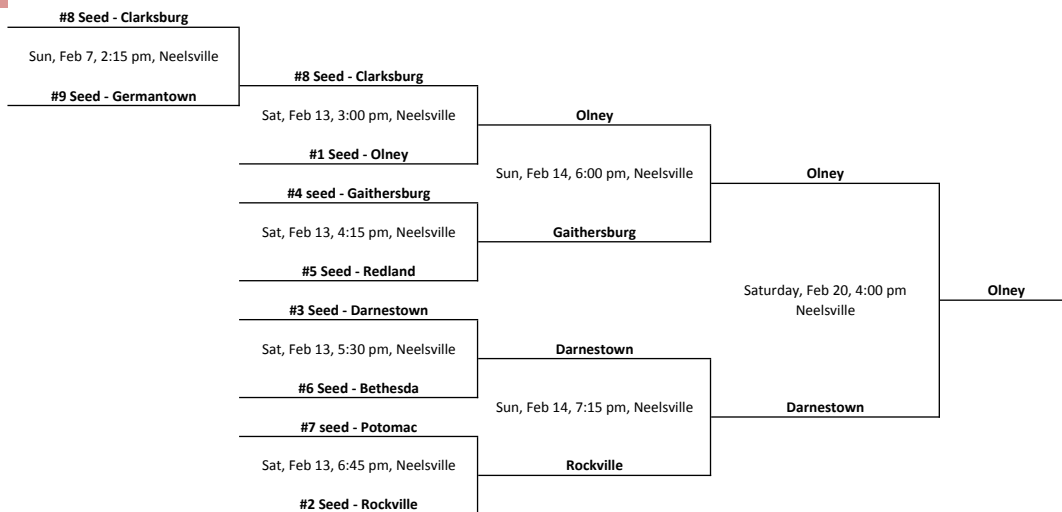 #8 Seed - Clarksburg
Sun, Feb 7, 2:15 pm, Neelsville
#8 Seed - Clarksburg
#9 Seed - Germantown
Sat, Feb 13, 3:00 pm, Neelsville
Olney
#1 Seed - Olney
Sun, Feb 14, 6:00 pm, Neelsville
Olney
#4 seed - Gaithersburg
Sat, Feb 13, 4:15 pm, Neelsville
Gaithersburg
#5 Seed - Redland
Saturday, Feb 20, 4:00 pm
Neelsville
Olney
#3 Seed - Darnestown
Sat, Feb 13, 5:30 pm, Neelsville
Darnestown
#6 Seed - Bethesda
Sun, Feb 14, 7:15 pm, Neelsville
Darnestown
#7 seed - Potomac
Sat, Feb 13, 6:45 pm, Neelsville
Rockville
#2 Seed - Rockville